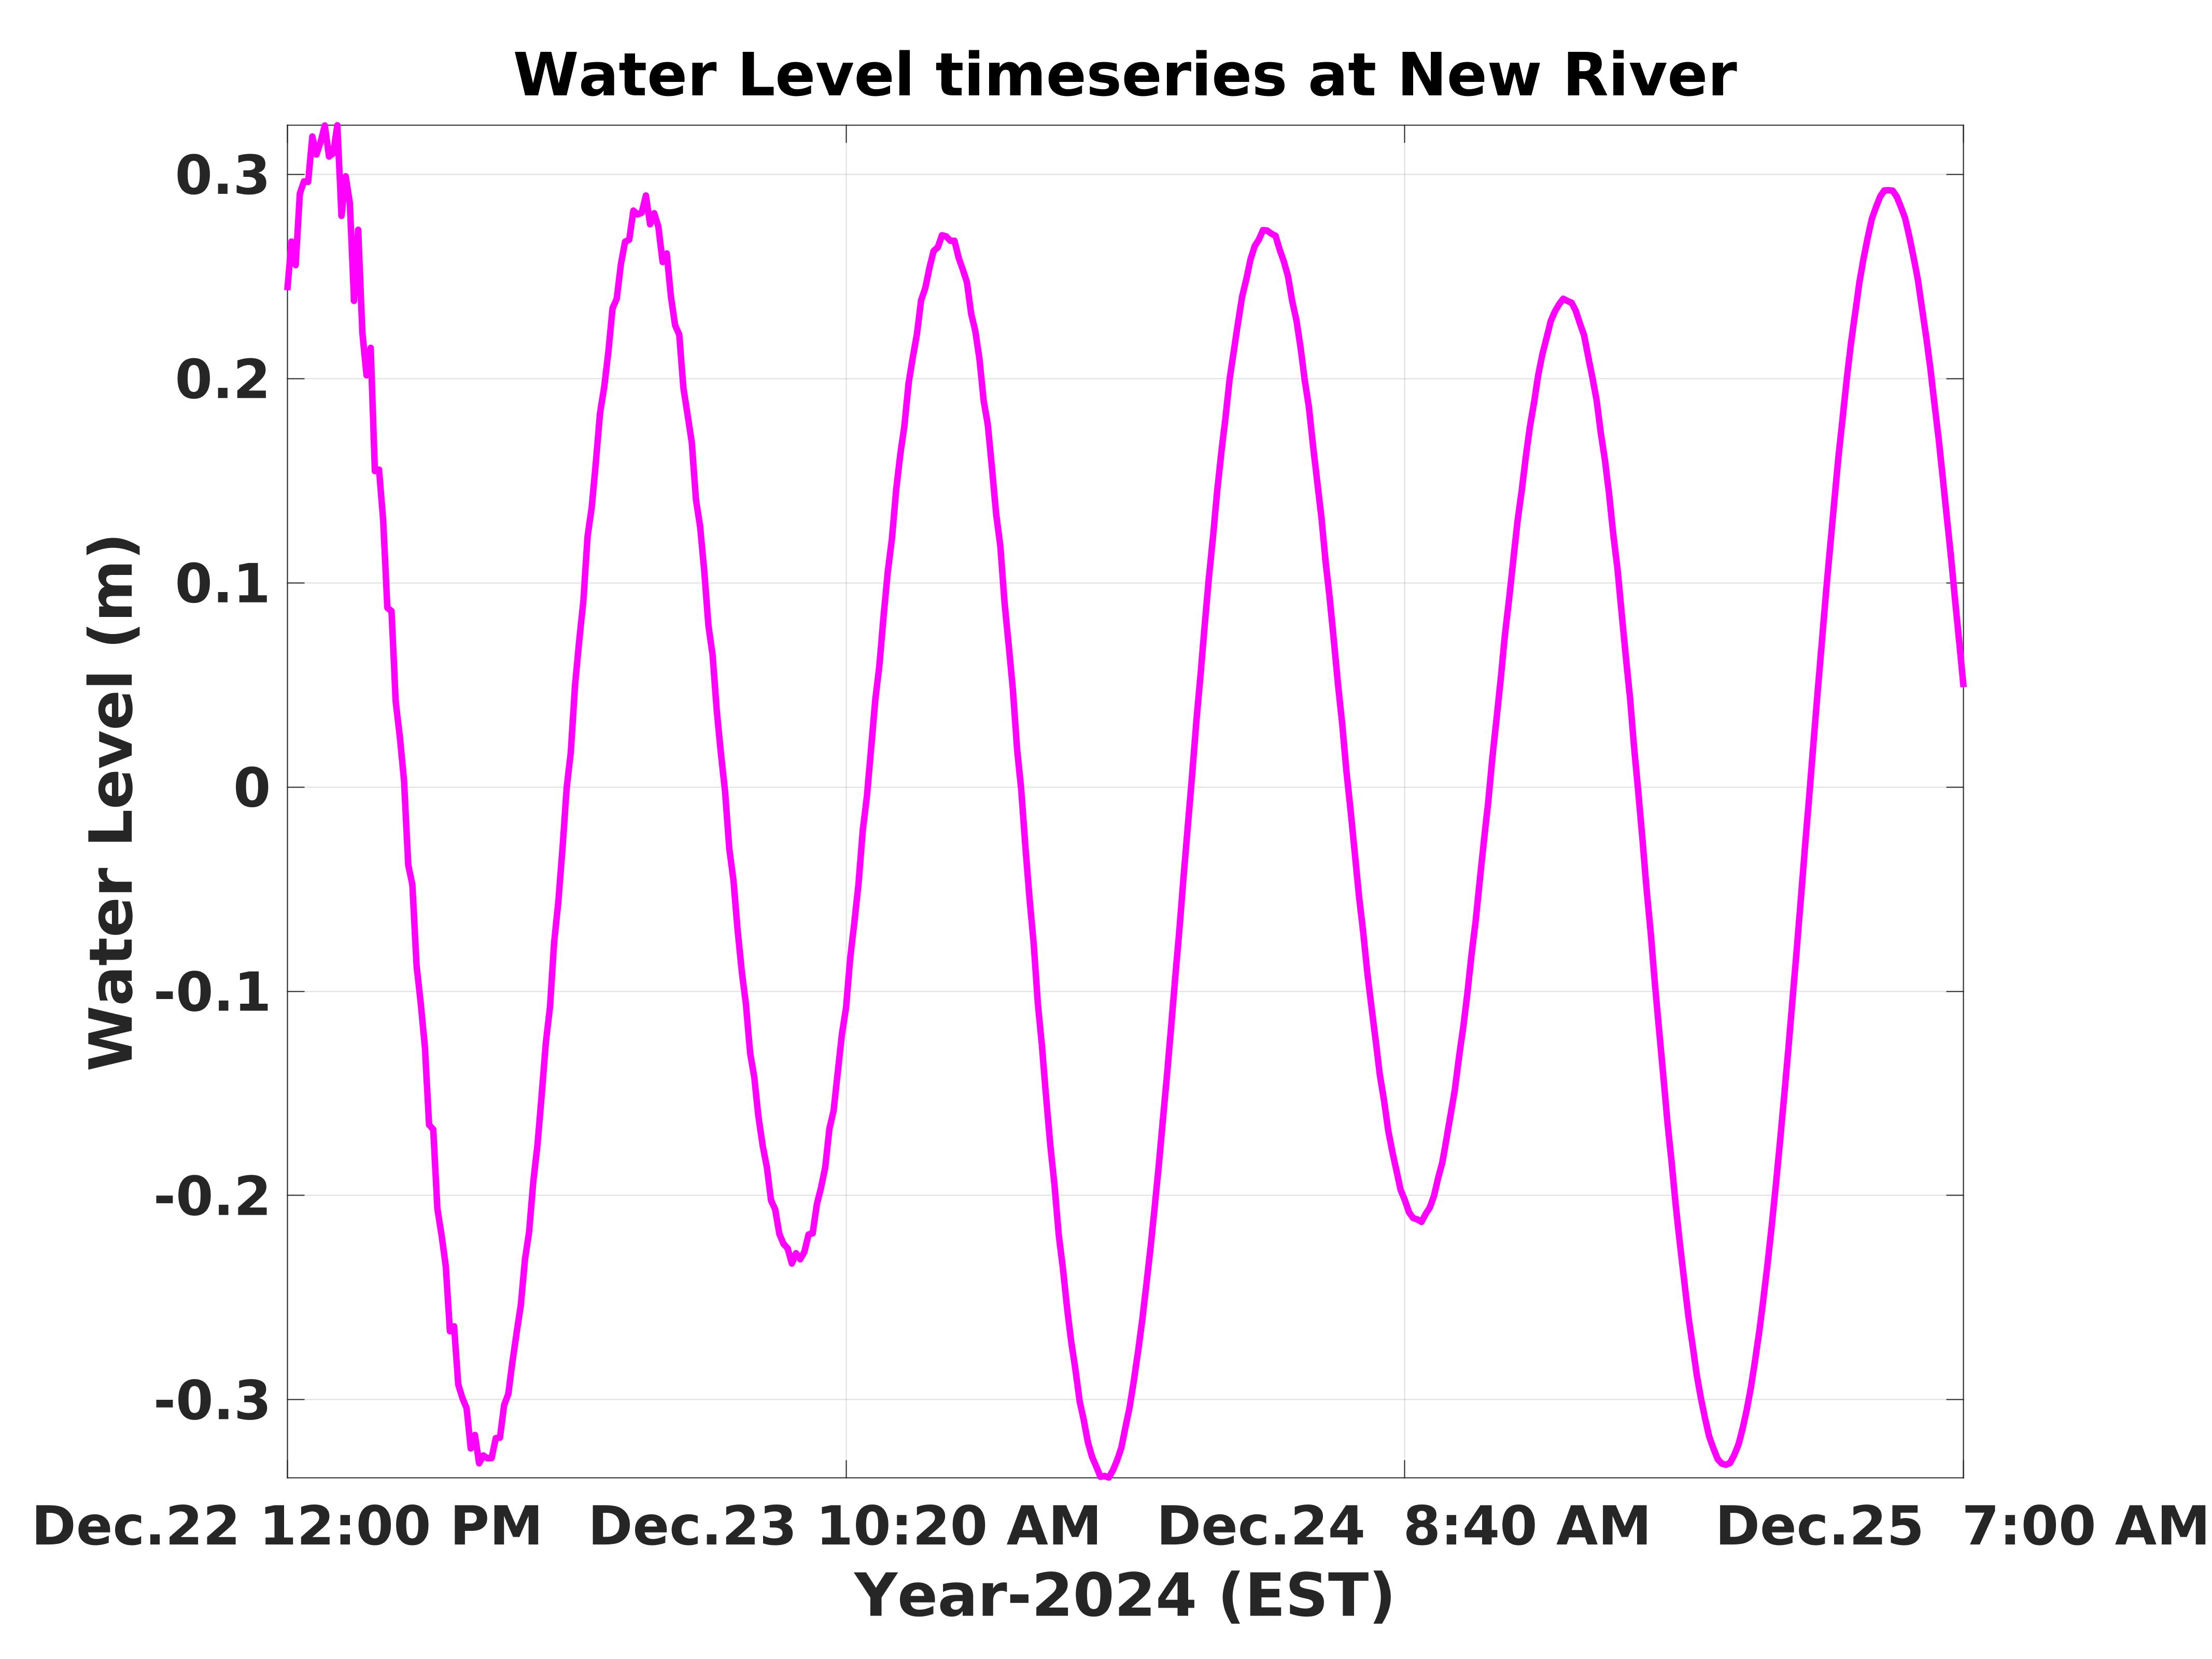 Water Level timeseries at New River
Water Level (m)
0.3
0.2
0.1
0
-0.1
-0.2
-0.3
Dec.22 12:00 PM Dec.23 10:20 AM Dec.24 8:40 AM Dec.25 7:00 AM
Year-2024 (EST)